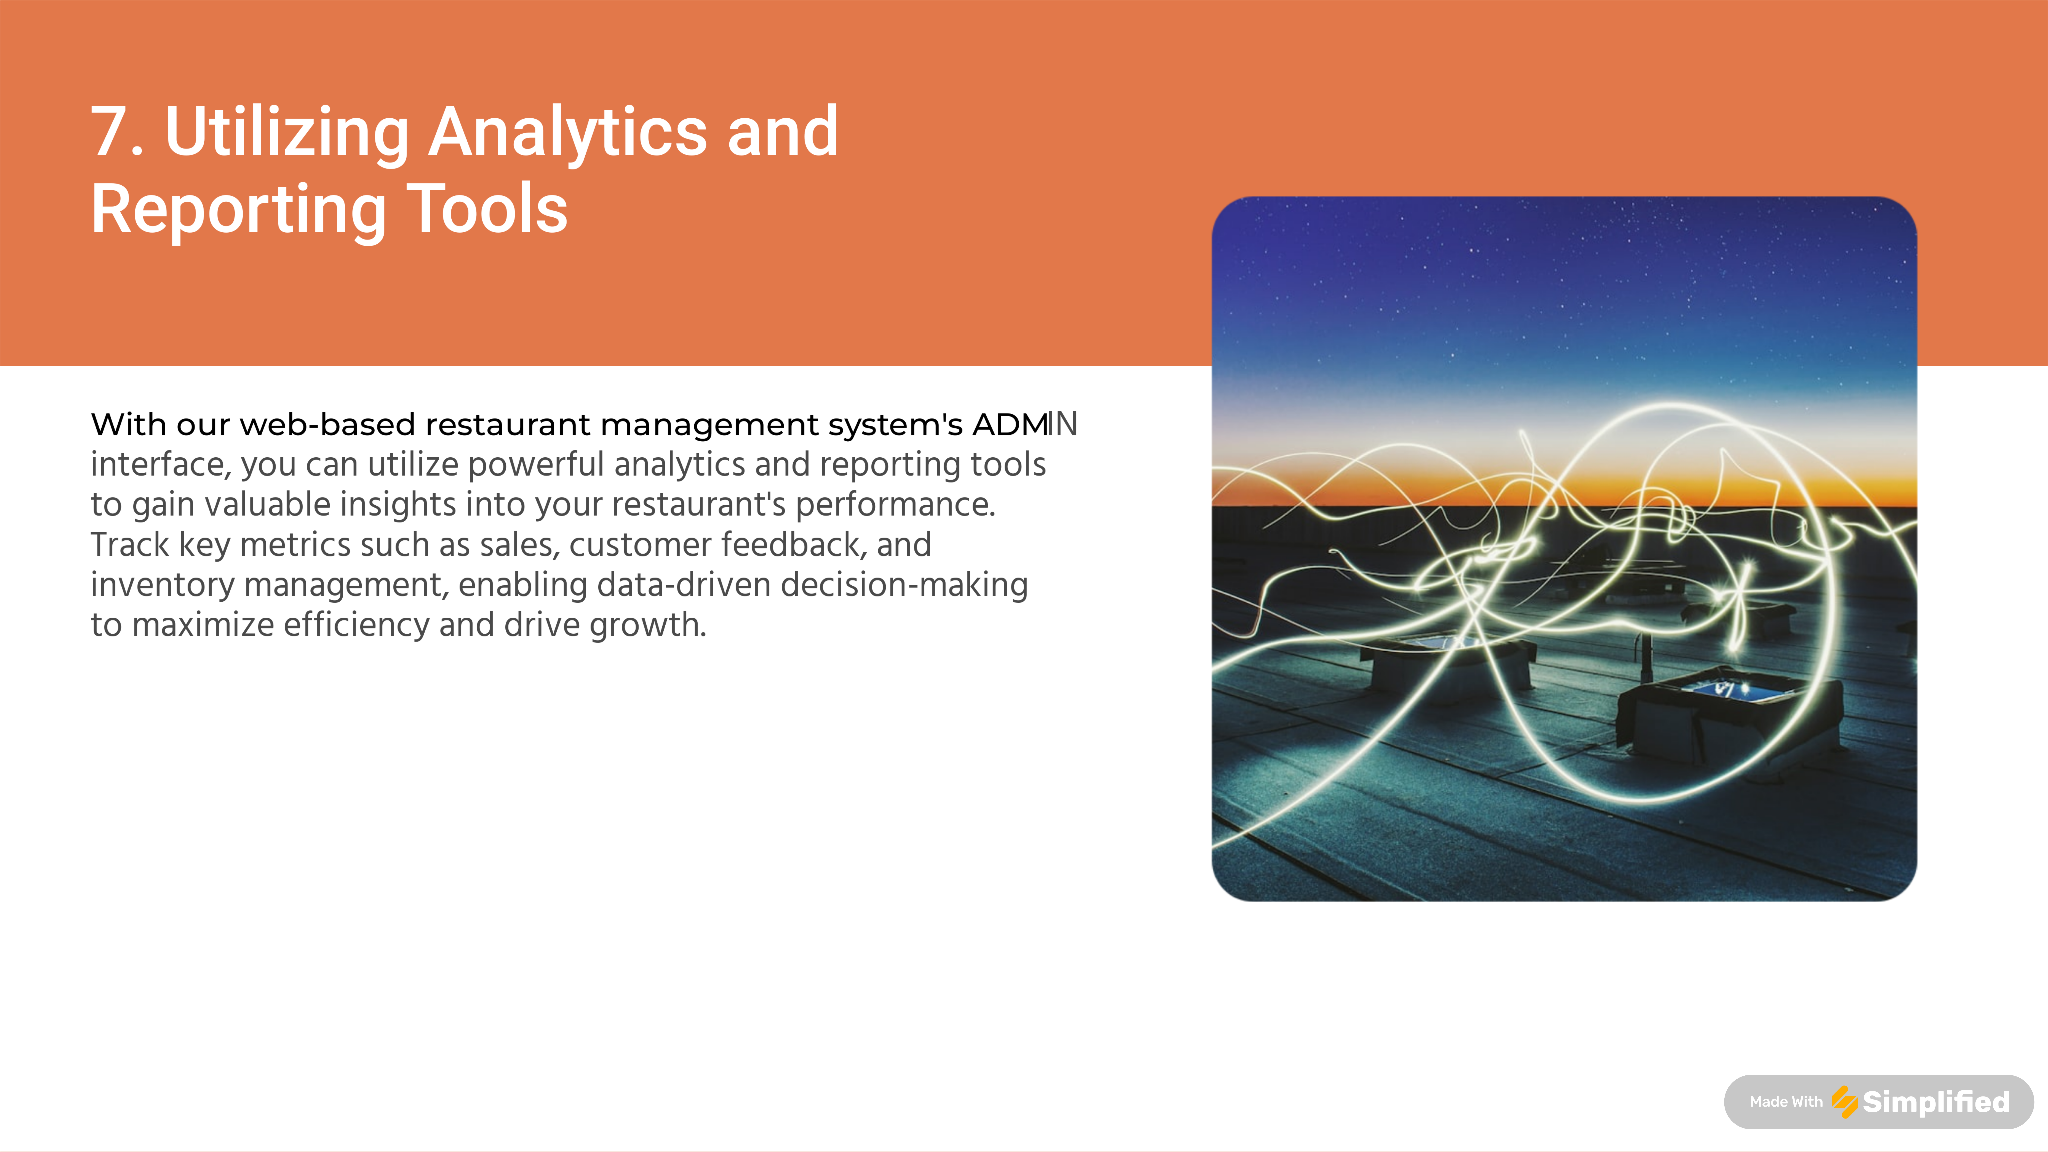 7. Utilizing Analytics and
Reporting Tools
With our web-based restaurant management system's ADMIN
interface, you can utilize powerful analytics and reporting tools
to gain valuable insights into your restaurant's performance.
Track key metrics such as sales, customer feedback, and
inventory management, enabling data-driven decision-making
to maximize efficiency and drive growth.
Made With Simplified